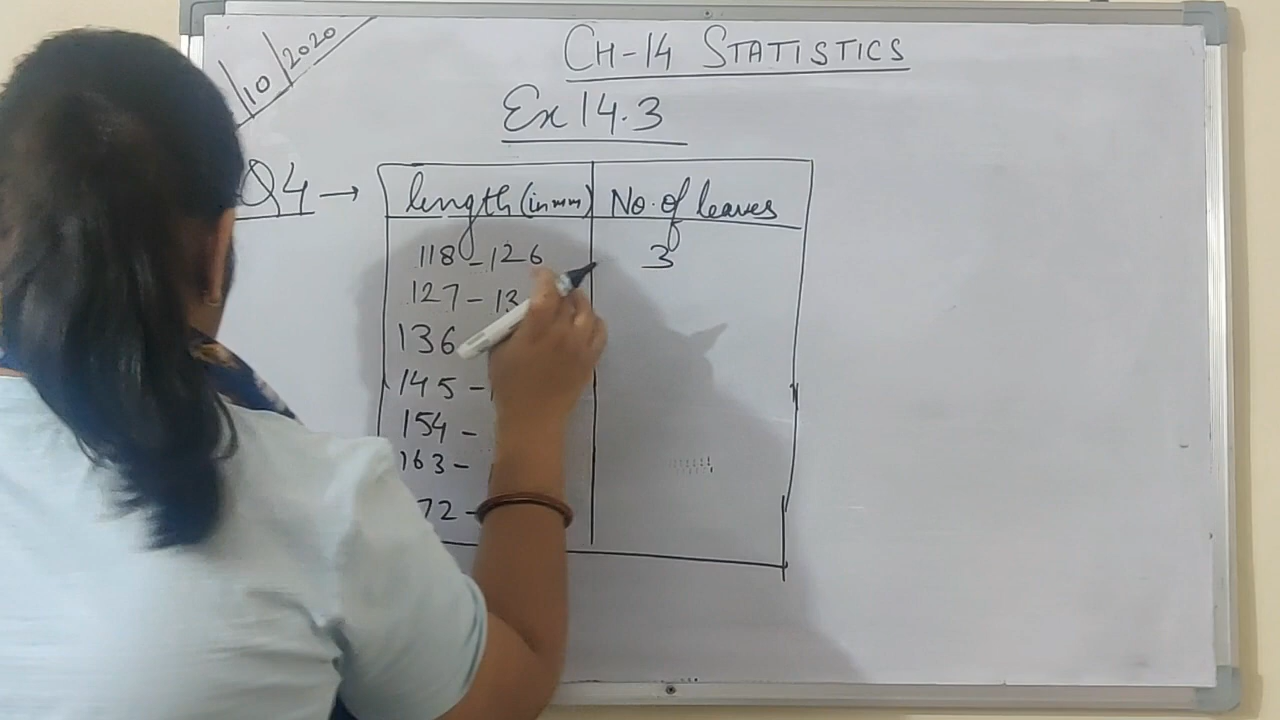 /10/2020
CH-14 STATISTICS
Ex 14.3
Q4 → length (in mm) No. of leaves
118-126 3
127-13
136
145-
154-
163-
72-